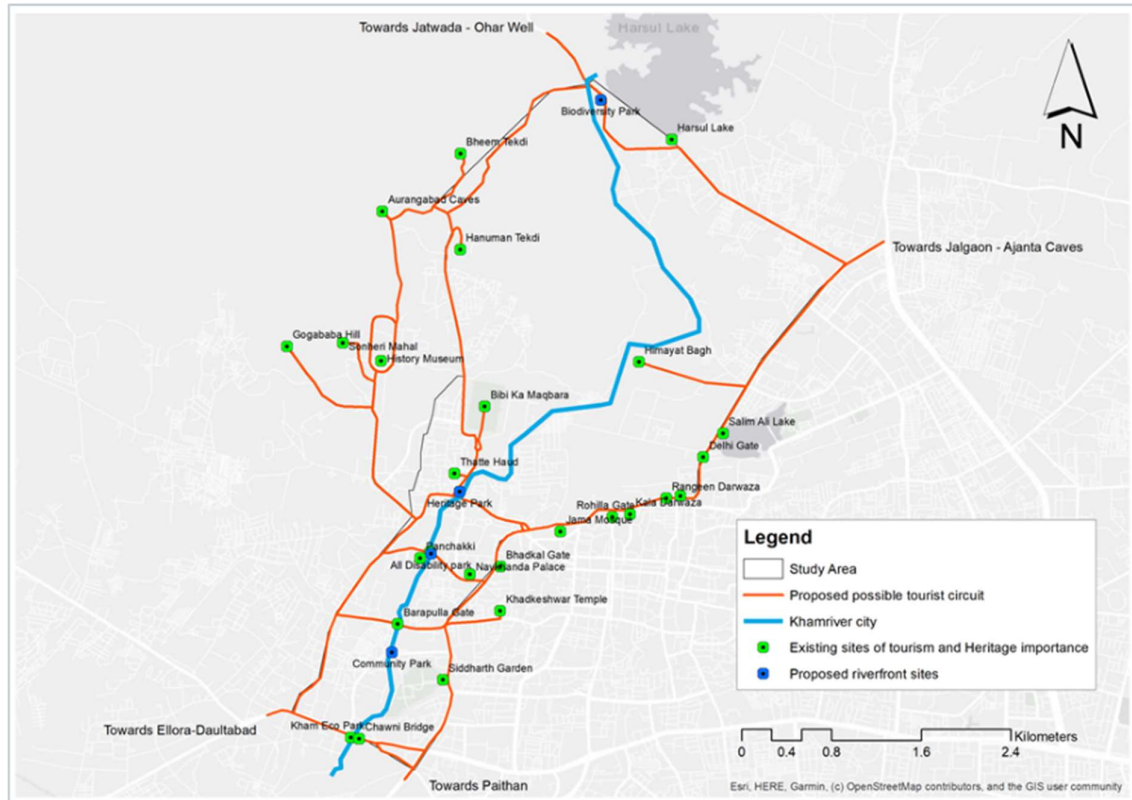 Towards Jatwada - Ohar Well
Harsul Lake
Biodiversity Park
Harsul Lake
N
Bheem Tekdi
Aurangabad Caves
Hanuman Tekdi
Towards Jalgaon - Ajanta Caves
Gogababa Hill
Sonheri Mahal
History Museum
Himayat Bagh
Bibi Ka Maqbara
Salim Ali Lake
Delhi Gate
Thatte Haud
Rangeen Darwaza
Heritage Park
Rohilla Gate
Kala Darwaza
Jama Mosque
Panchakki
Bhadkal Gate
All Disability park
Palace
Khadkeshwar Temple
Barapulla Gate
Community Park
Siddharth Garden
Kham Eco Park
Chawni Bridge
Towards Ellora-Daultabad
Towards Paithan
Legend
Study Area
Proposed possible tourist circuit
Khamriver city
Existing sites of tourism and Heritage importance
Proposed riverfront sites
Kilometers
0 0.4 0.8 1.6 2.4
Esri, HERE, Garmin, (c) OpenStreetMap contributors, and the GIS user community